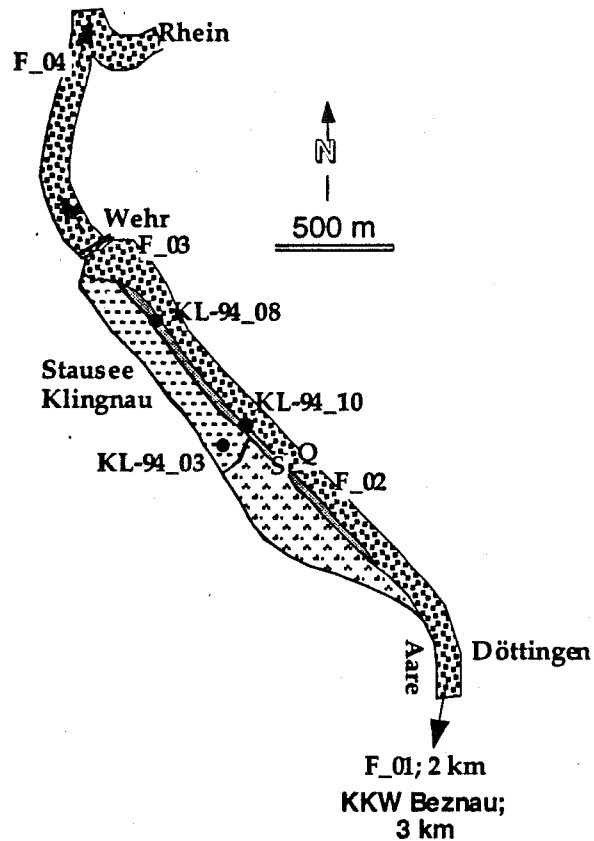 Rhein
F_04
N
500 m
Wehr
F_03
KL-94_08
Stausee
Klingnau
KL-94_10
KL-94_03
Q
S
F_02
Aare
Döttingen
F_01; 2 km
KKW Beznau;
3 km